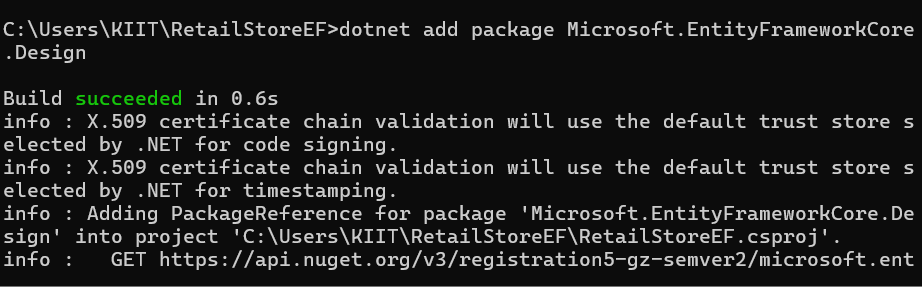 C:\Users\KIIT\RetailStoreEF>dotnet add package Microsoft.EntityFrameworkCore
.Design
Build succeeded in 0.6s
info : X.509 certificate chain validation will use the default trust store s
elected by .NET for code signing.
info : X.509 certificate chain validation will use the default trust store s
elected by .NET for timestamping.
info : Adding PackageReference for package 'Microsoft.EntityFrameworkCore.De
sign' into project 'C:\Users\KIIT\RetailStoreEF\RetailStoreEF.csproj'.
info :   GET https://api.nuget.org/v3/registration5-gz-semver2/microsoft.ent